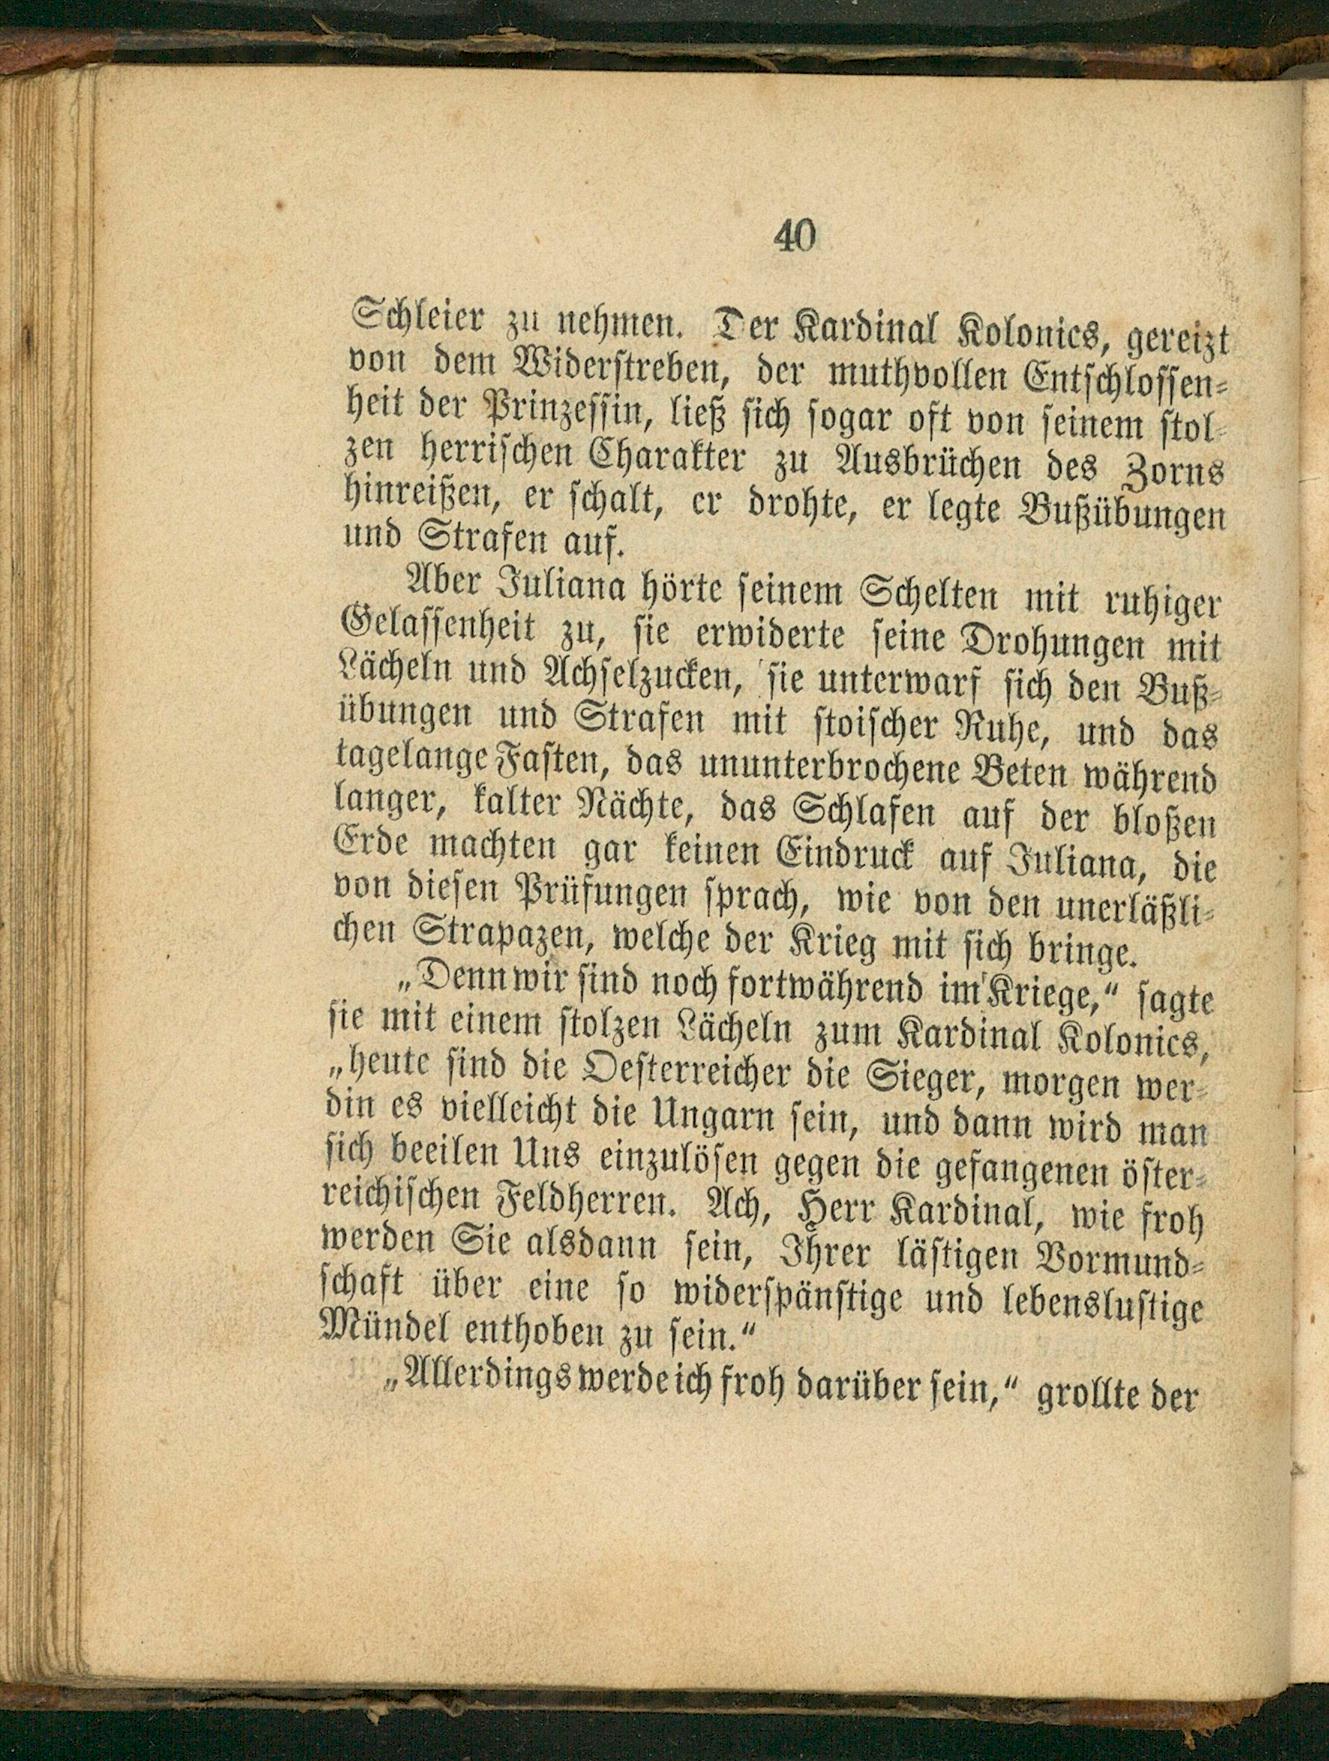 40
Schleier zu nehmen. Der Kardinal Kolonics, gereizt
von dem Widerstreben, der muthvollen Entschlossen-
heit der Prinzessin, ließ sich sogar oft von seinem stol-
zen herrischen Charakter zu Ausbrüchen des Zorns
hinreißen, er schalt, er drohte, er legte Bußübungen
und Strafen auf.
Aber Juliana hörte seinem Schelten mit ruhiger
Gelassenheit zu, sie erwiderte seine Drohungen mit
Lächeln und Achselzucken, sie unterwarf sich den Buß-
übungen und Strafen mit stoischer Ruhe, und das
tagelange Fasten, das ununterbrochene Beten während
langer, kalter Nächte, das Schlafen auf der bloßen
Erde machten gar keinen Eindruck auf Juliana, die
von diesen Prüfungen sprach, wie von den unerläßli-
chen Strapazen, welche der Krieg mit sich bringe.
„Denn wir sind noch fortwährend im Kriege,“ sagte
sie mit einem stolzen Lächeln zum Kardinal Kolonics,
„heute sind die Oesterreicher die Sieger, morgen wer-
din es vielleicht die Ungarn sein, und dann wird man
sich beeilen Uns einzulösen gegen die gefangenen öster-
reichischen Feldherren. Ach, Herr Kardinal, wie froh
werden Sie alsdann sein, Ihrer lästigen Vormund-
schaft über eine so widerspänstige und lebenslustige
Mündel enthoben zu sein.“
„Allerdings werde ich froh darüber sein,“ grollte der